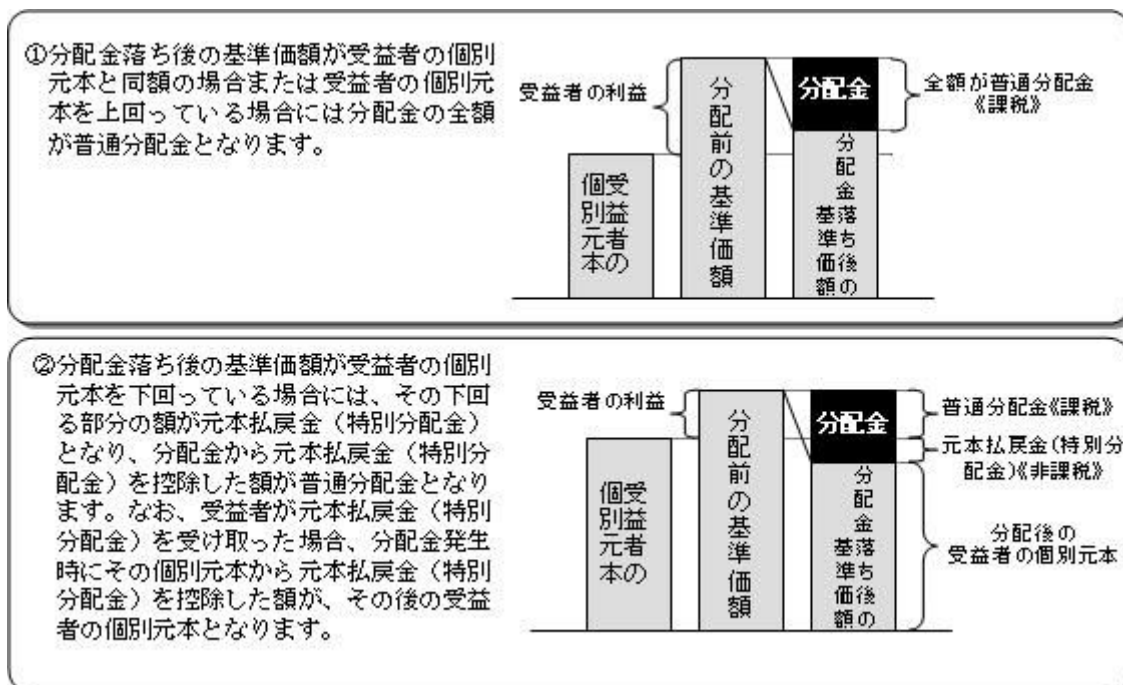 ①分配金落ち後の基準価額が受益者の個別
元本と同額の場合または受益者の個別元
本を上回っている場合には分配金の全額
が普通分配金となります。
受益者の利益
受益者の
個別元本
分配前の基準価額
分配金
分配金落ち後の
基準価額
全額が普通分配金
《課税》
②分配金落ち後の基準価額が受益者の個別
元本を下回っている場合には、その下回
る部分の額が元本払戻金（特別分配金）
となり、分配金から元本払戻金（特別分
配金）を控除した額が普通分配金となり
ます。なお、受益者が元本払戻金（特別
分配金）を受け取った場合、分配金発生
時にその個別元本から元本払戻金（特別
分配金）を控除した額が、その後の受益
者の個別元本となります。
受益者の利益
受益者の
個別元本
分配前の基準価額
分配金
分配金落ち後の
基準価額
普通分配金《課税》
元本払戻金(特別分
配金)《非課税》
分配後の
受益者の個別元本